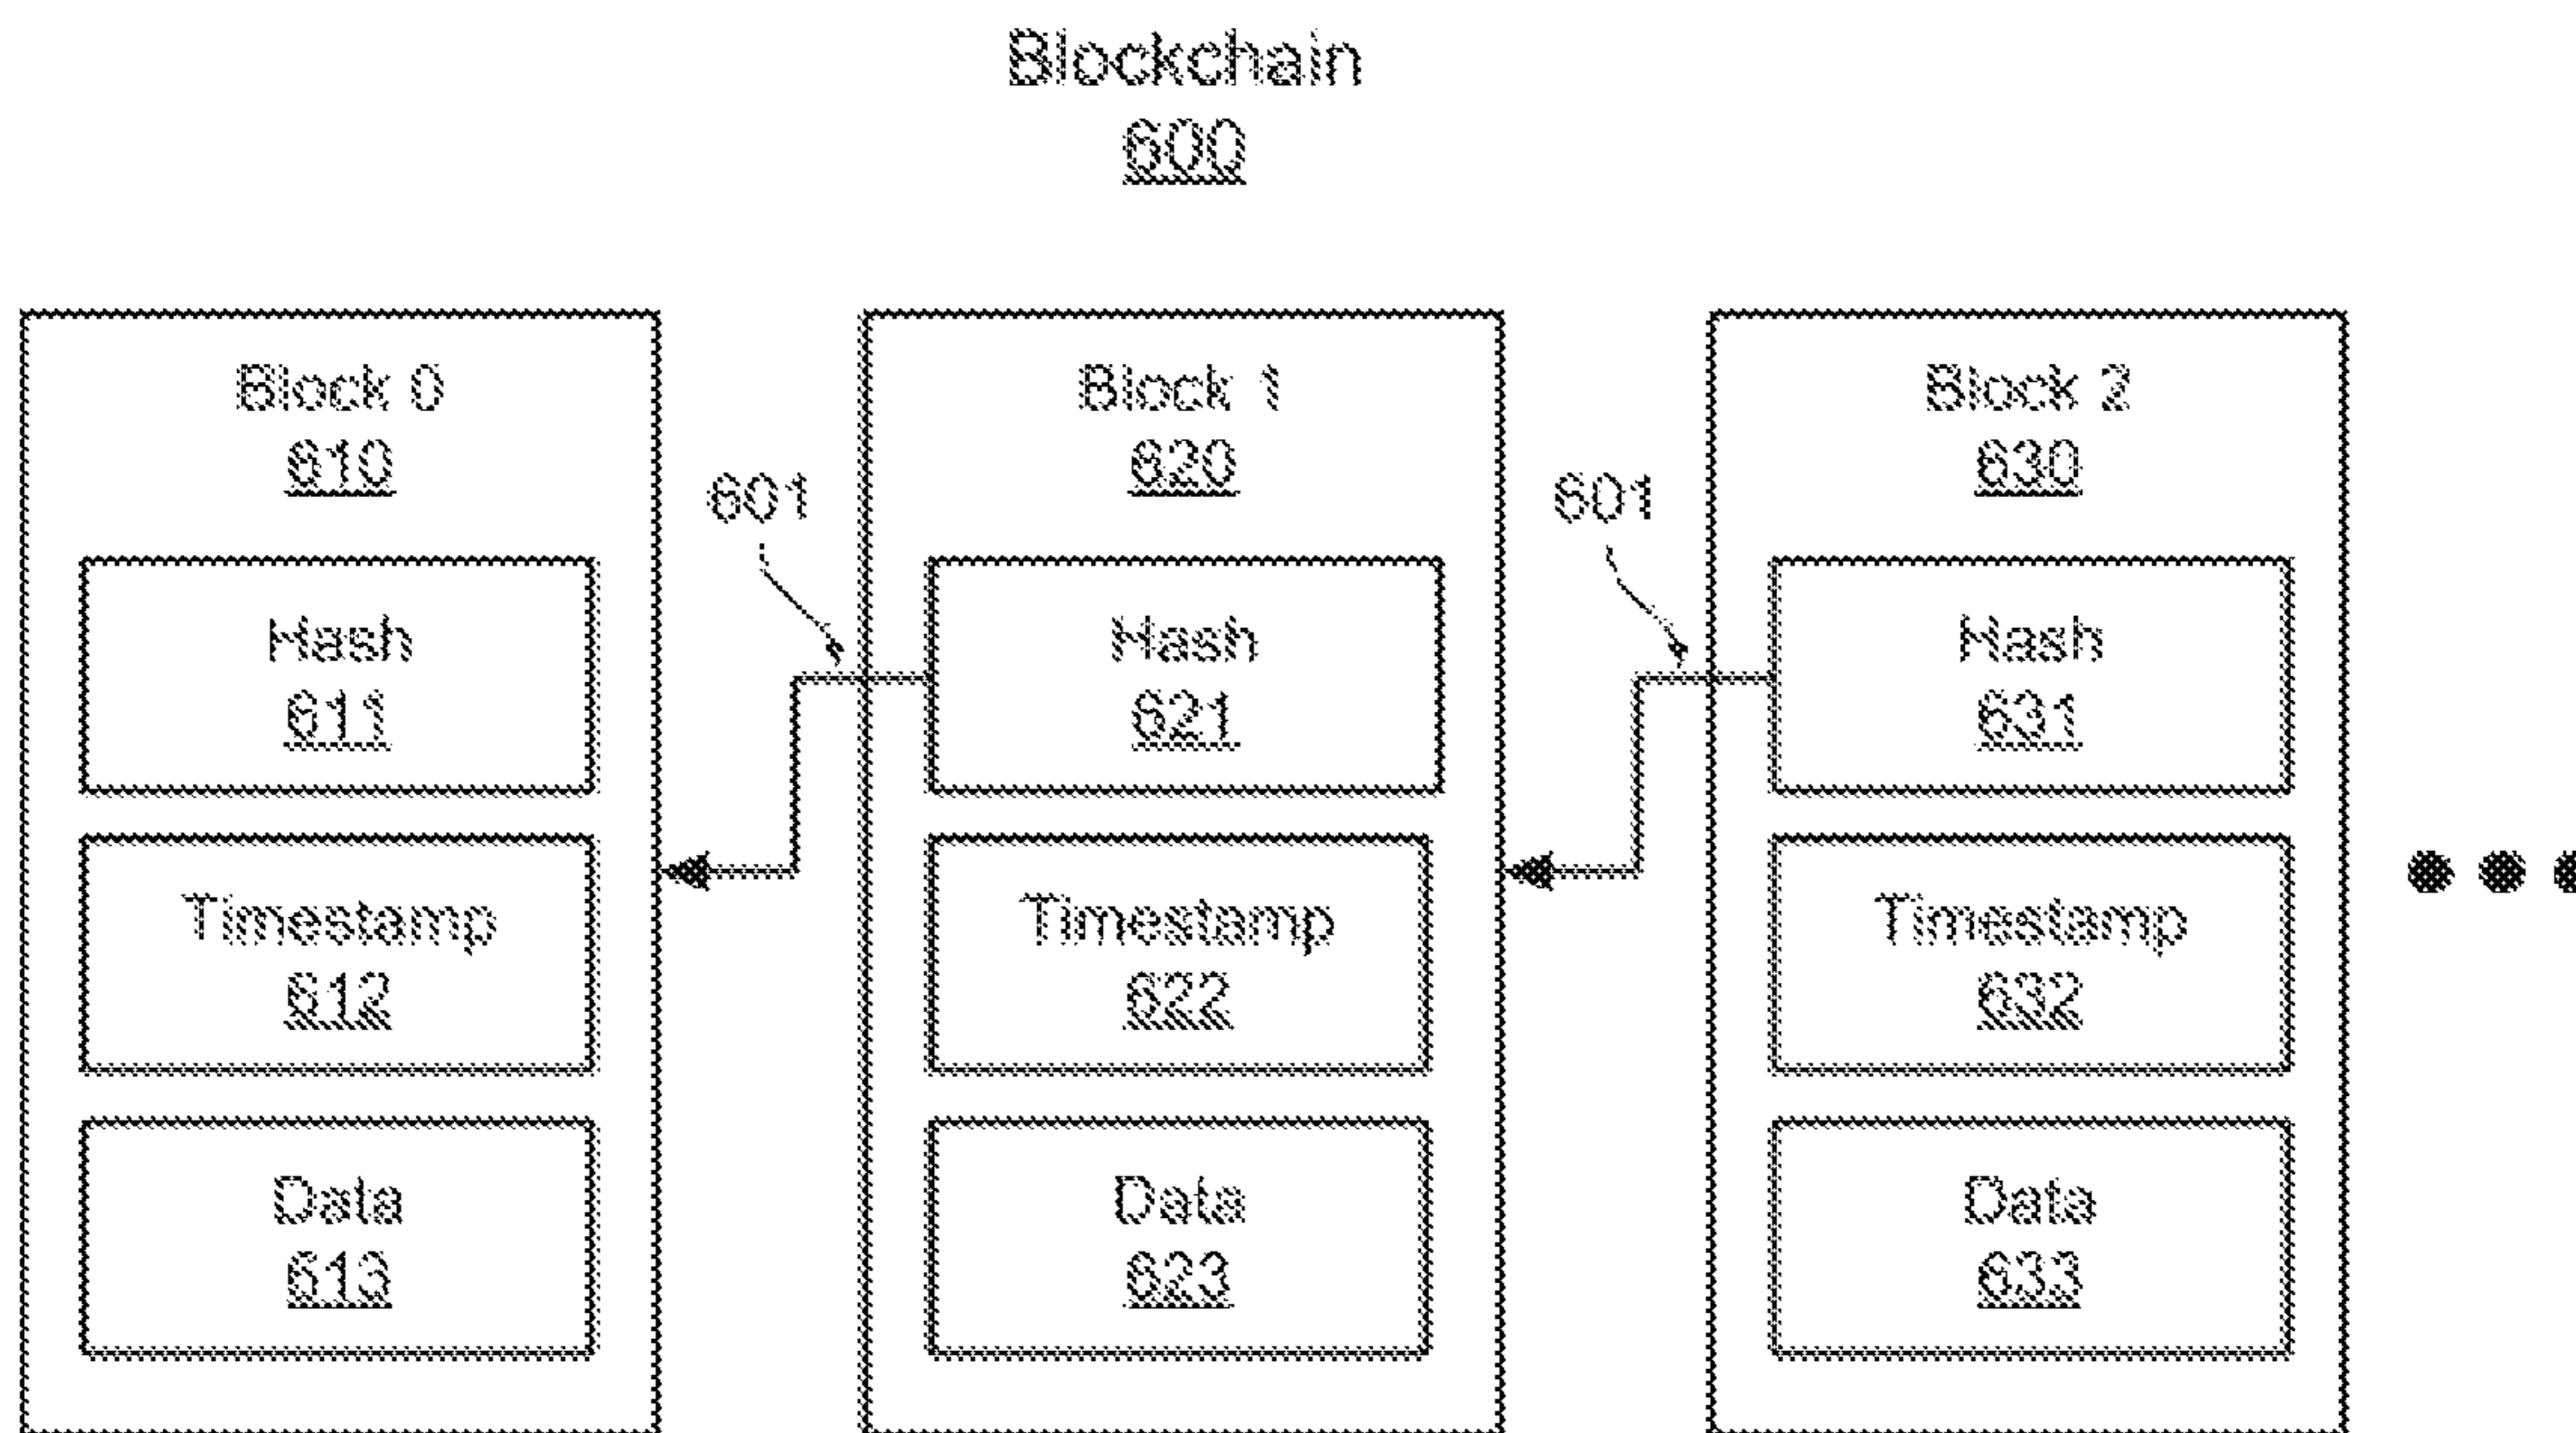 Blockchain
600
Block 0
610
Hash
611
Timestamp
612
Data
613
601
Block 1
620
Hash
621
Timestamp
622
Data
623
601
Block 2
630
Hash
631
Timestamp
632
Data
633